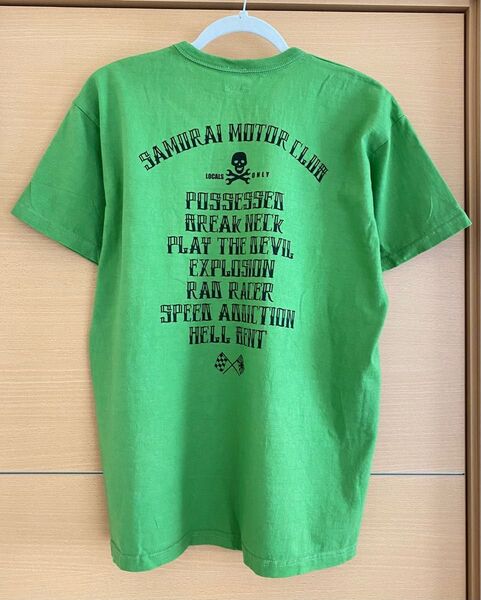 SAMURAI MOTOR CLUB
LOCALS ONLY
POSSESSED
BREAK NECK
PLAY THE DEVIL
EXPLOSION
RAD RACER
SPEED ADDICTION
HELL BENT